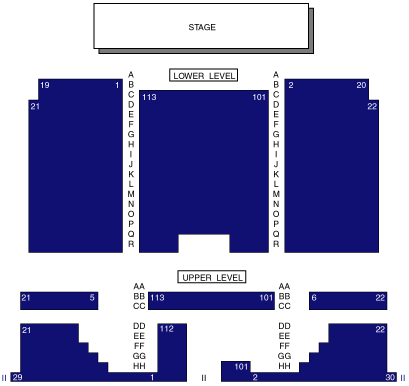 STAGE
LOWER LEVEL
A A
B B
19 1 2 20
C C
113 101
D D
21 22
E E
F F
G G
H H
I I
J J
K K
L L
M M
N N
O O
P P
Q Q
R R
UPPER LEVEL
AA AA
BB BB
21 5 113 101 6 22
CC CC
DD DD
21 112 22
EE EE
FF FF
GG GG
HH HH
101
II 29 1 II 2 30 II